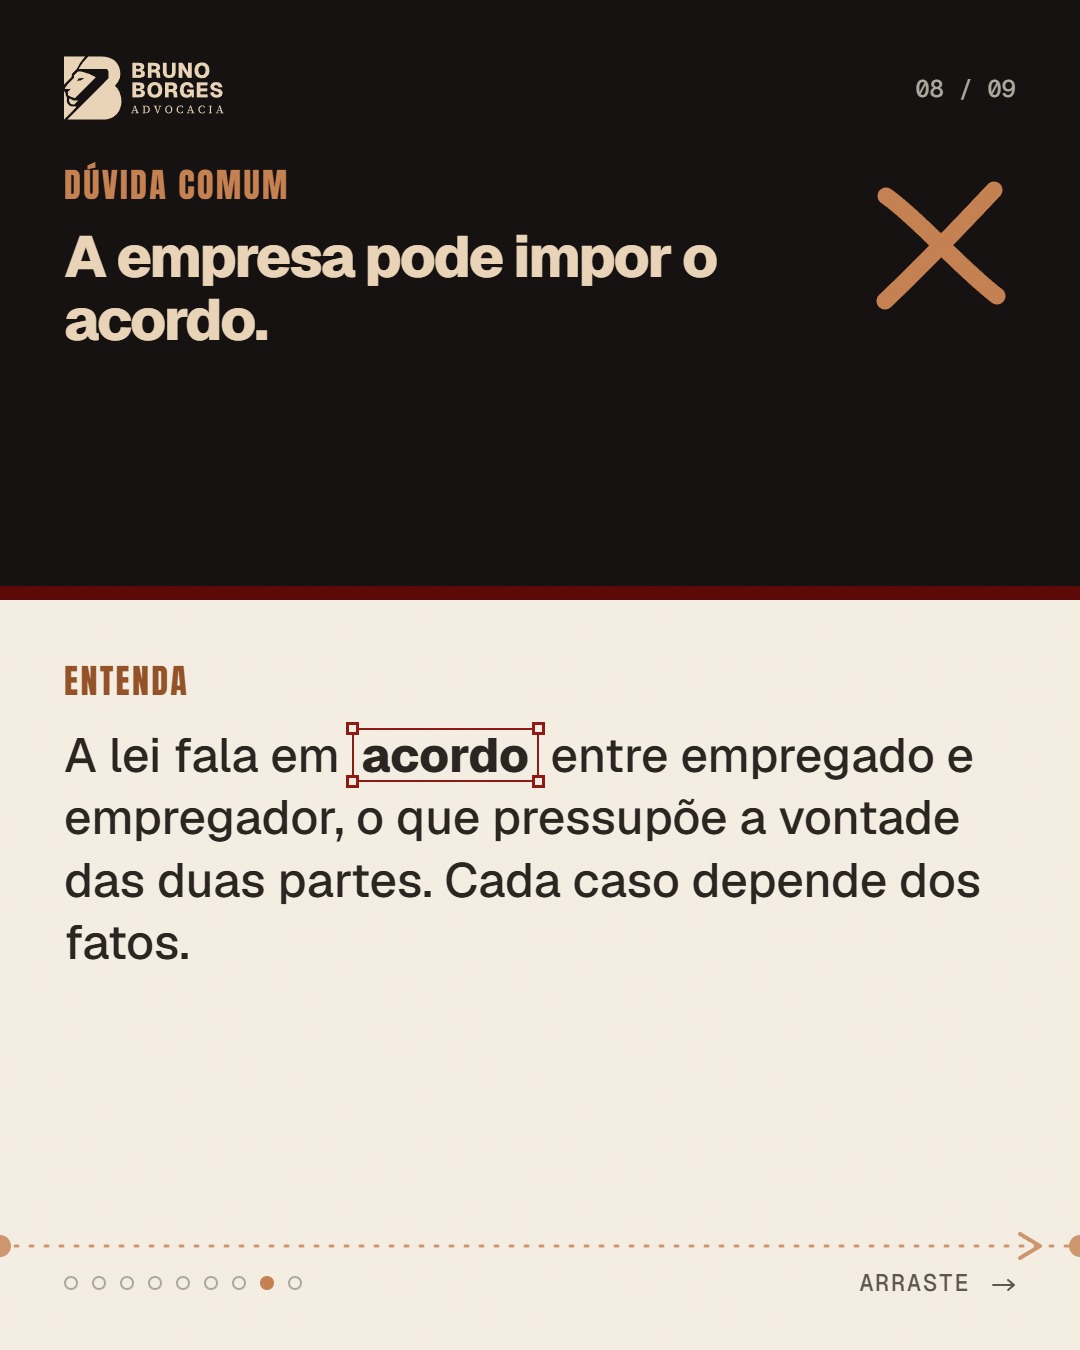 BRUNO
BORGES
ADVOCACIA
08 / 09
DÚVIDA COMUM
A empresa pode impor o
acordo.
ENTENDA
A lei fala em acordo entre empregado e
empregador, o que pressupõe a vontade
das duas partes. Cada caso depende dos
fatos.
ARRASTE →